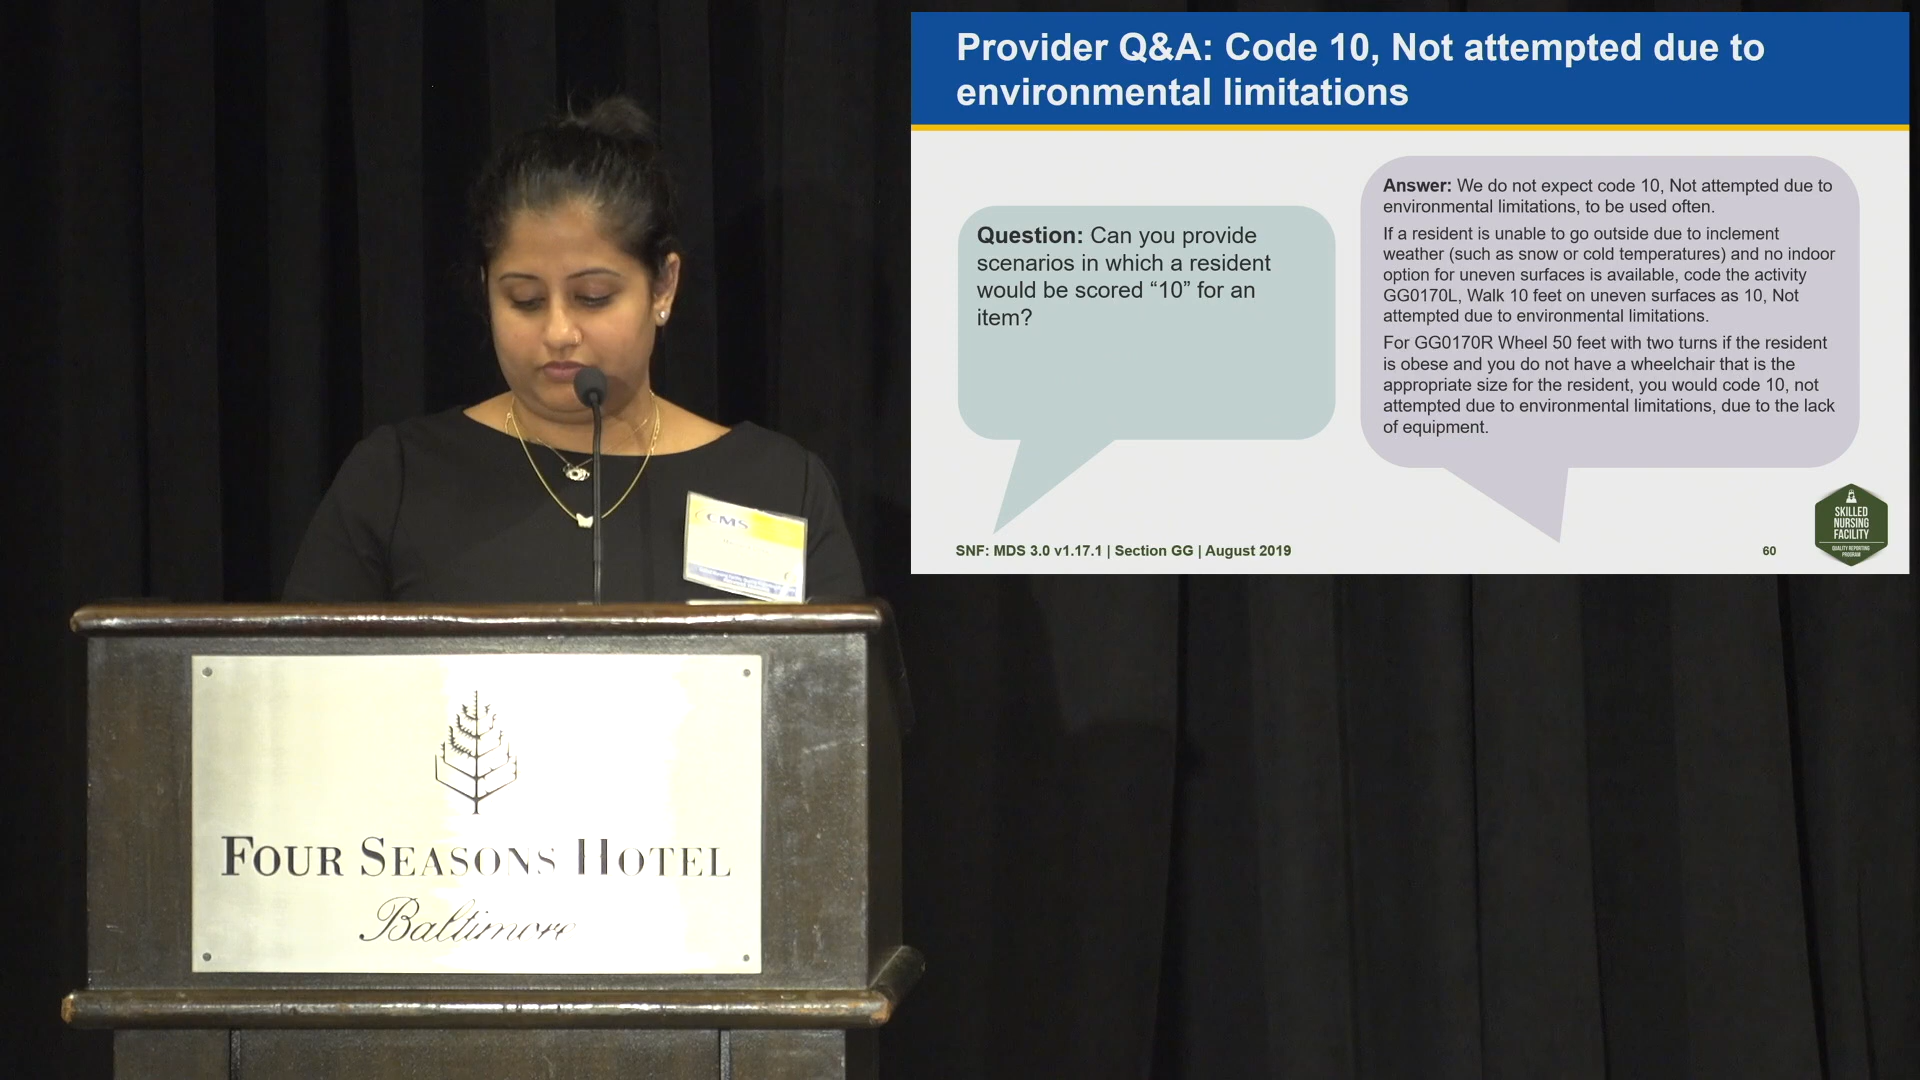 Provider Q&A: Code 10, Not attempted due to
environmental limitations
Question: Can you provide
scenarios in which a resident
would be scored “10” for an
item?
Answer: We do not expect code 10, Not attempted due to
environmental limitations, to be used often.
If a resident is unable to go outside due to inclement
weather (such as snow or cold temperatures) and no indoor
option for uneven surfaces is available, code the activity
GG0170L, Walk 10 feet on uneven surfaces as 10, Not
attempted due to environmental limitations.
For GG0170R Wheel 50 feet with two turns if the resident
is obese and you do not have a wheelchair that is the
appropriate size for the resident, you would code 10, not
attempted due to environmental limitations, due to the lack
of equipment.
SNF: MDS 3.0 v1.17.1 | Section GG | August 2019
60
SKILLED
NURSING
FACILITY
QUALITY REPORTING
PROGRAM
CMS
FOUR SEASONS HOTEL
Baltimore